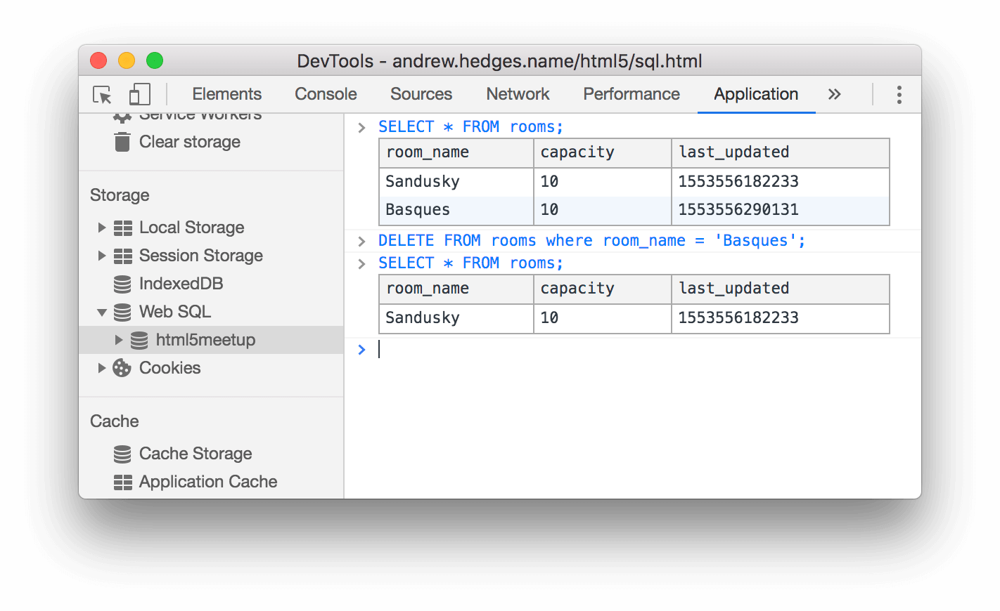 DevTools - andrew.hedges.name/html5/sql.html
Elements Console Sources Network Performance Application »
Service Workers
Clear storage
Storage
Local Storage
Session Storage
IndexedDB
Web SQL
html5meetup
Cookies
Cache
Cache Storage
Application Cache
> SELECT * FROM rooms;
room_name capacity last_updated
Sandusky 10 1553556182233
Basques 10 1553556290131
> DELETE FROM rooms where room_name = 'Basques';
> SELECT * FROM rooms;
room_name capacity last_updated
Sandusky 10 1553556182233
>